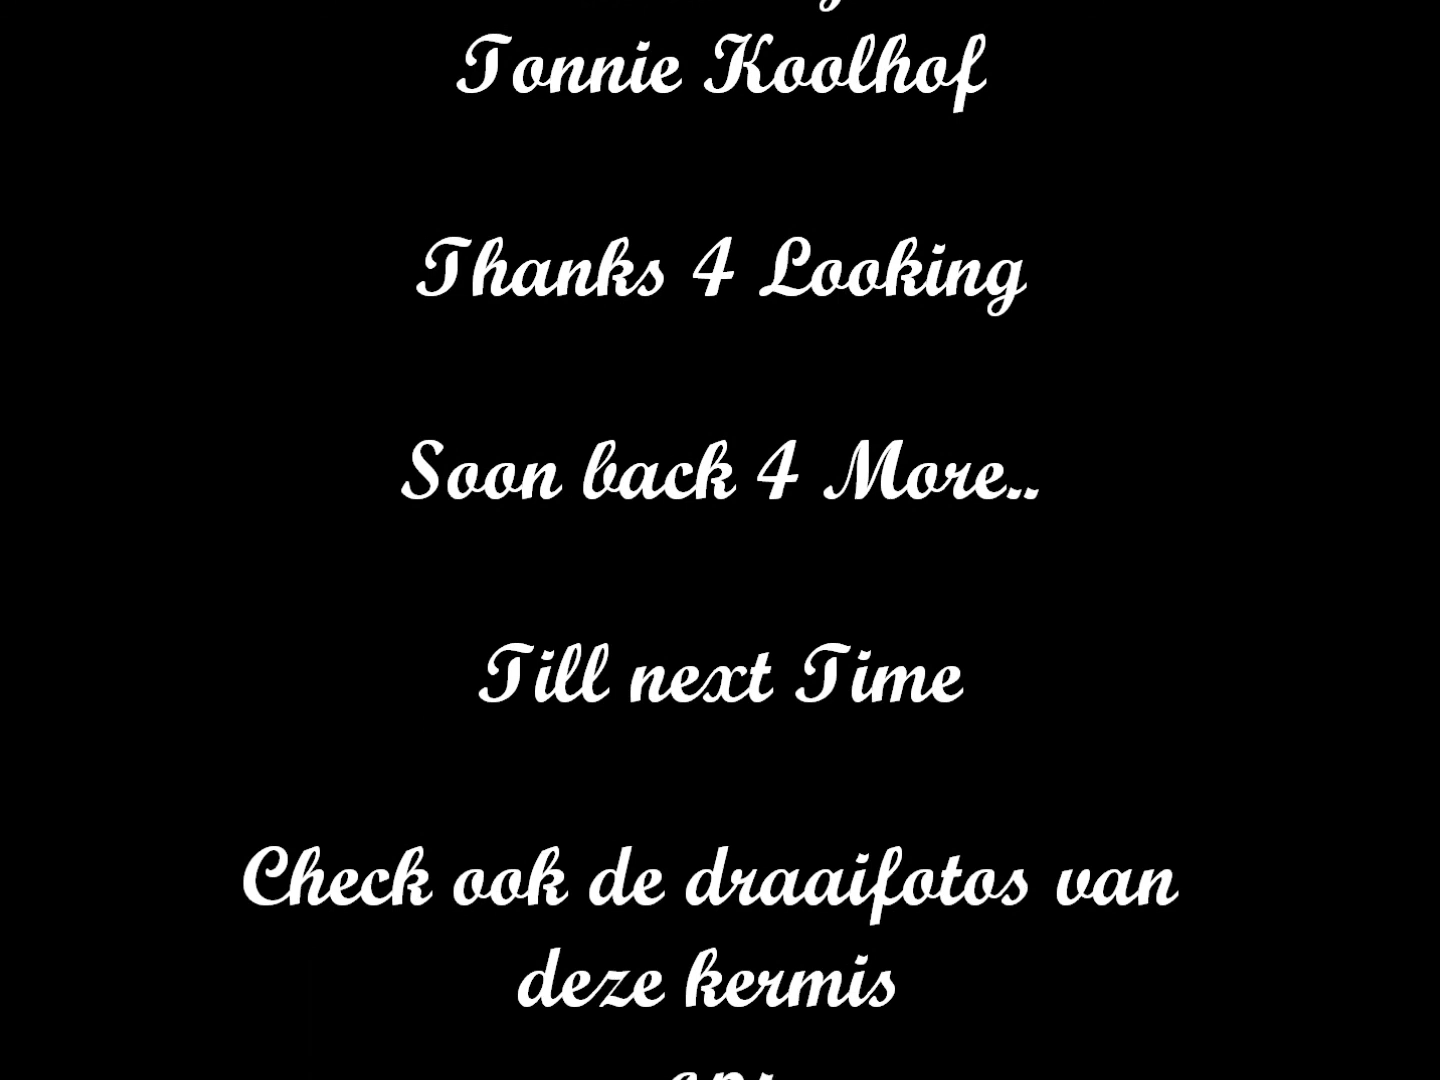 Tonnie Koolhof
Thanks 4 Looking
Soon back 4 More..
Till next Time
Check ook de draaifotos van
deze kermis